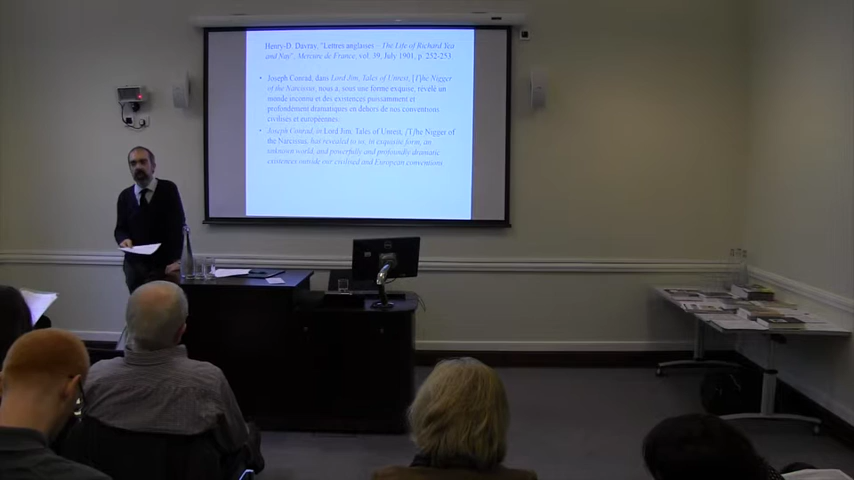 Henry-D. Davray, "Lettres anglaises – The Life of Richard Yea
and Nay", Mercure de France, vol. 39, July 1901, p. 252-253.
• Joseph Conrad, dans Lord Jim, Tales of Unrest, [T]he Nigger
of the Narcissus, nous a, sous une forme exquise, révélé un
monde inconnu et des existences puissamment et
profondément dramatiques en dehors de nos conventions
civilisés et européennes.
• Joseph Conrad, in Lord Jim, Tales of Unrest, [T]he Nigger of
the Narcissus, has revealed to us, in exquisite form, an
unknown world, and powerfully and profoundly dramatic
existences outside our civilised and European conventions.